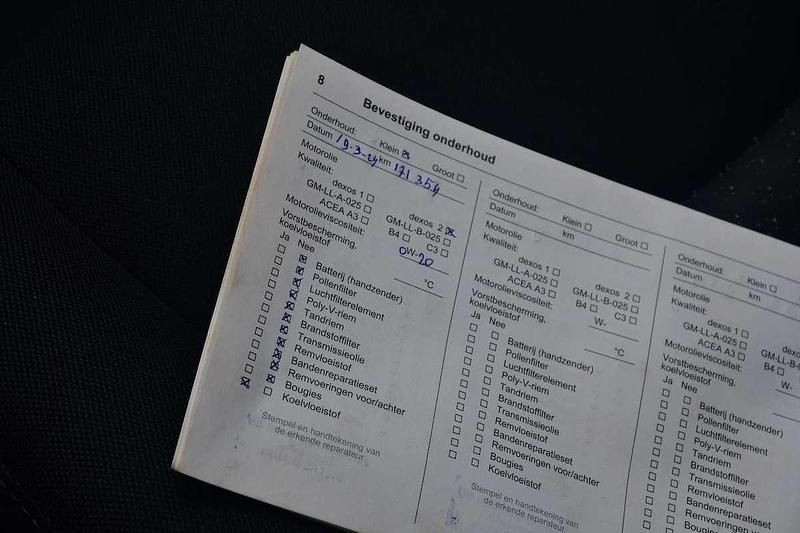 8
Bevestiging onderhoud
Onderhoud: Klein Groot
Datum 19-3-24 km 171 354
Motorolie
Kwaliteit:
dexos 1 dexos 2
GM-LL-A-025 GM-LL-B-025
ACEA A3 B4 C3
Motorolieviscositeit: 0W-20
Vorstbescherming,
koelvloeistof °C
Ja Nee
Batterij (handzender)
Pollenfilter
Luchtfilterelement
Poly-V-riem
Tandriem
Brandstoffilter
Transmissieolie
Remvloeistof
Bandenreparatieset
Remvoeringen voor/achter
Bougies
Koelvloeistof
Stempel en handtekening van
de erkende reparateur
Onderhoud: Klein Groot
Datum km
Motorolie
Kwaliteit:
dexos 1 dexos 2
GM-LL-A-025 GM-LL-B-025
ACEA A3 B4 C3
Motorolieviscositeit: W-
Vorstbescherming,
koelvloeistof °C
Ja Nee
Batterij (handzender)
Pollenfilter
Luchtfilterelement
Poly-V-riem
Tandriem
Brandstoffilter
Transmissieolie
Remvloeistof
Bandenreparatieset
Remvoeringen voor/achter
Bougies
Koelvloeistof
Stempel en handtekening van
de erkende reparateur
Onderhoud: Klein
Datum km
Motorolie
Kwaliteit:
dexos 1
GM-LL-A-025 GM-LL-B-
ACEA A3 B4
Motorolieviscositeit: W-
Vorstbescherming,
koelvloeistof
Ja Nee
Batterij (handzender)
Pollenfilter
Luchtfilterelement
Poly-V-riem
Tandriem
Brandstoffilter
Transmissieolie
Remvloeistof
Bandenreparatieset
Remvoeringen voor/achter